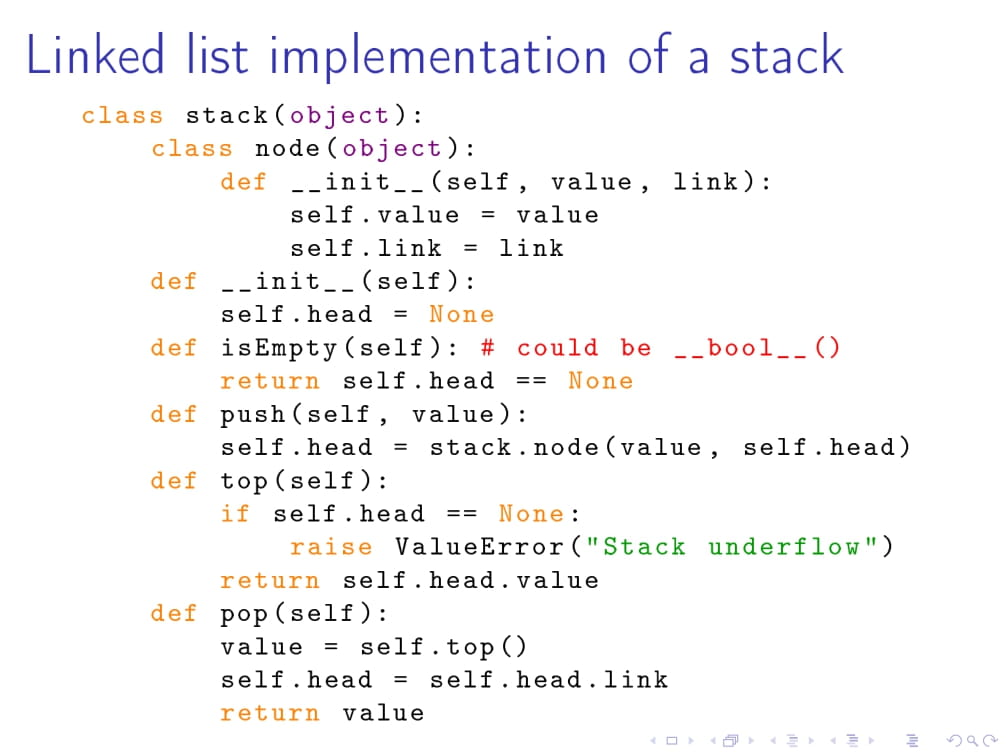 Linked list implementation of a stack
class stack(object):
    class node(object):
        def __init__(self, value, link):
            self.value = value
            self.link = link
    def __init__(self):
        self.head = None
    def isEmpty(self): # could be __bool__()
        return self.head == None
    def push(self, value):
        self.head = stack.node(value, self.head)
    def top(self):
        if self.head == None:
            raise ValueError("Stack underflow")
        return self.head.value
    def pop(self):
        value = self.top()
        self.head = self.head.link
        return value